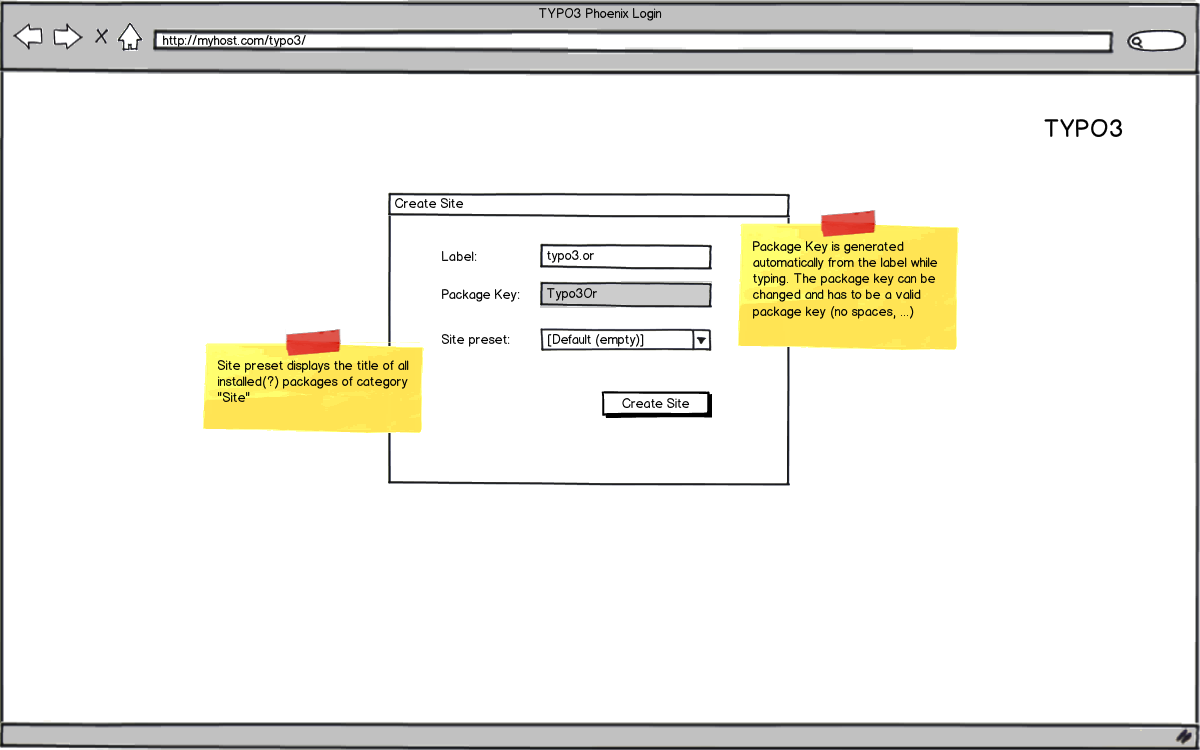 TYPO3 Phoenix Login
http://myhost.com/typo3/
TYPO3
Create Site
Label:
typo3.or
Package Key:
Typo3Or
Site preset:
[Default (empty)]
Create Site
Package Key is generated
automatically from the label while
typing. The package key can be
changed and has to be a valid
package key (no spaces, ...)
Site preset displays the title of all
installed(?) packages of category
"Site"